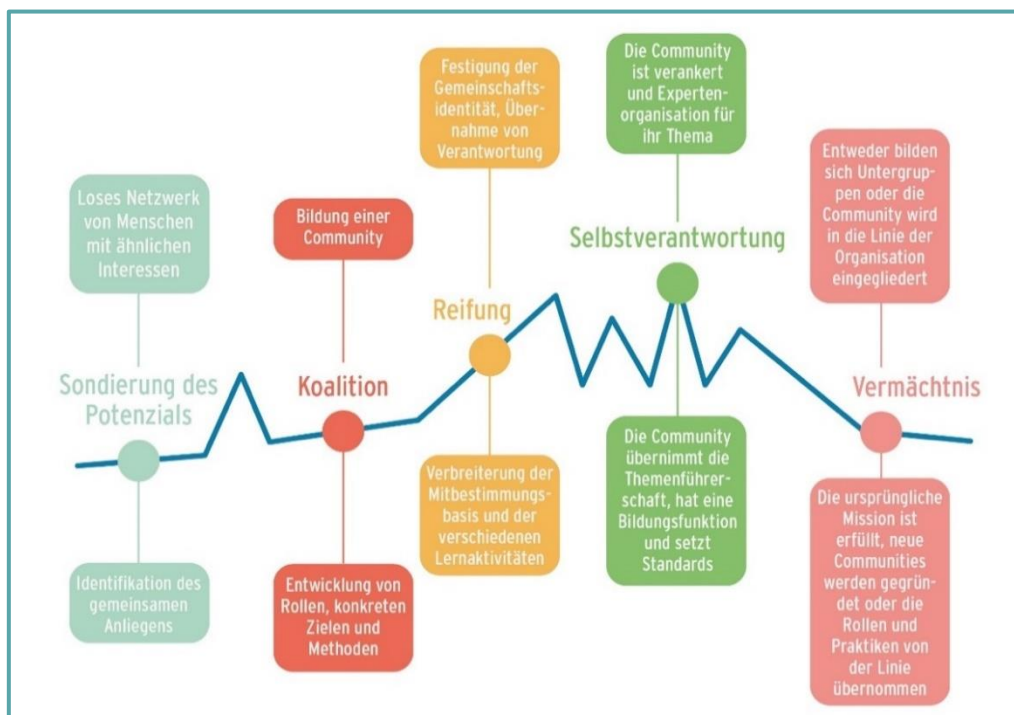 Loses Netzwerk
von Menschen
mit ähnlichen
Interessen
Sondierung des
Potenzials
Identifikation des
gemeinsamen
Anliegens
Bildung einer
Community
Koalition
Entwicklung von
Rollen, konkreten
Zielen und
Methoden
Festigung der
Gemeinschafts-
identität, Über-
nahme von
Verantwortung
Reifung
Verbreiterung der
Mitbestimmungs-
basis und der
verschiedenen
Lernaktivitäten
Die Community
ist verankert
und Experten-
organisation für
ihr Thema
Selbstverantwortung
Die Community
übernimmt die
Themenführer-
schaft, hat eine
Bildungsfunktion
und setzt
Standards
Entweder bilden
sich Untergrup-
pen oder die
Community wird
in die Linie der
Organisation
eingegliedert
Vermächtnis
Die ursprüngliche
Mission ist
erfüllt, neue
Communities
werden gegrün-
det oder die
Rollen und
Praktiken von
der Linie
übernommen